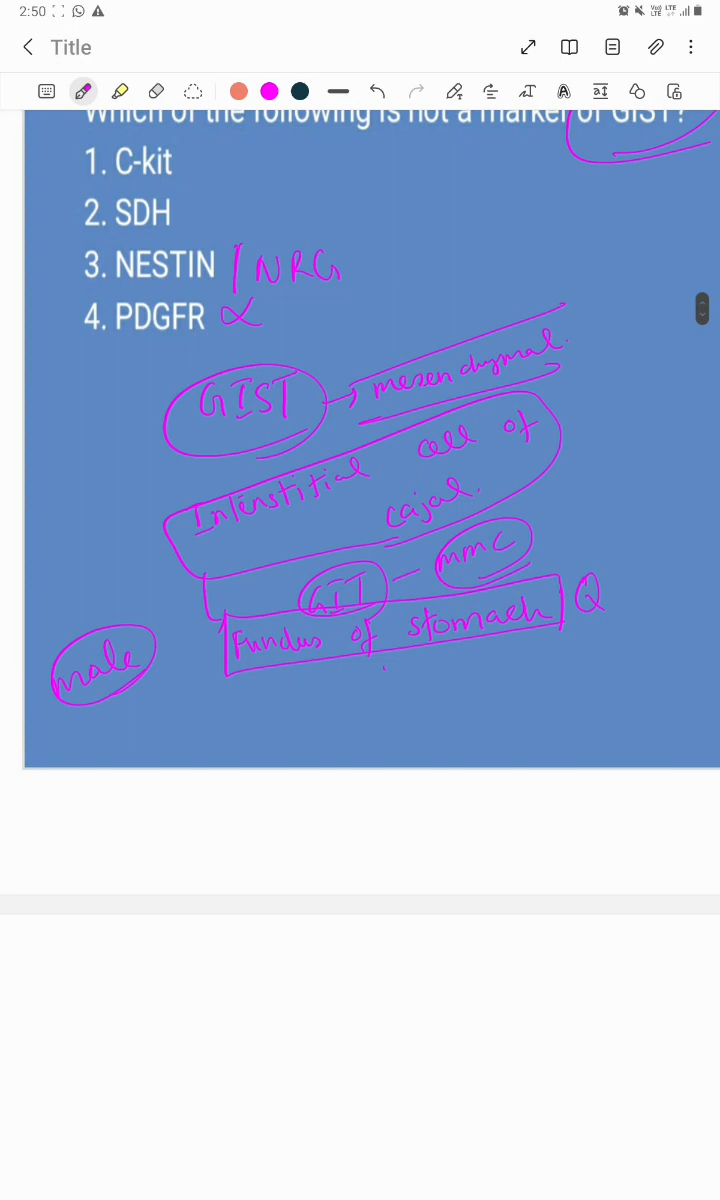 2:50
Title
Which of the following is not a marker of GIST?
1. C-kit
2. SDH
3. NESTIN / NRG
4. PDGFR α
GIST → mesenchymal.
Interstitial cell of
cajal.
GIT - MMC
Fundus of stomach Q
male